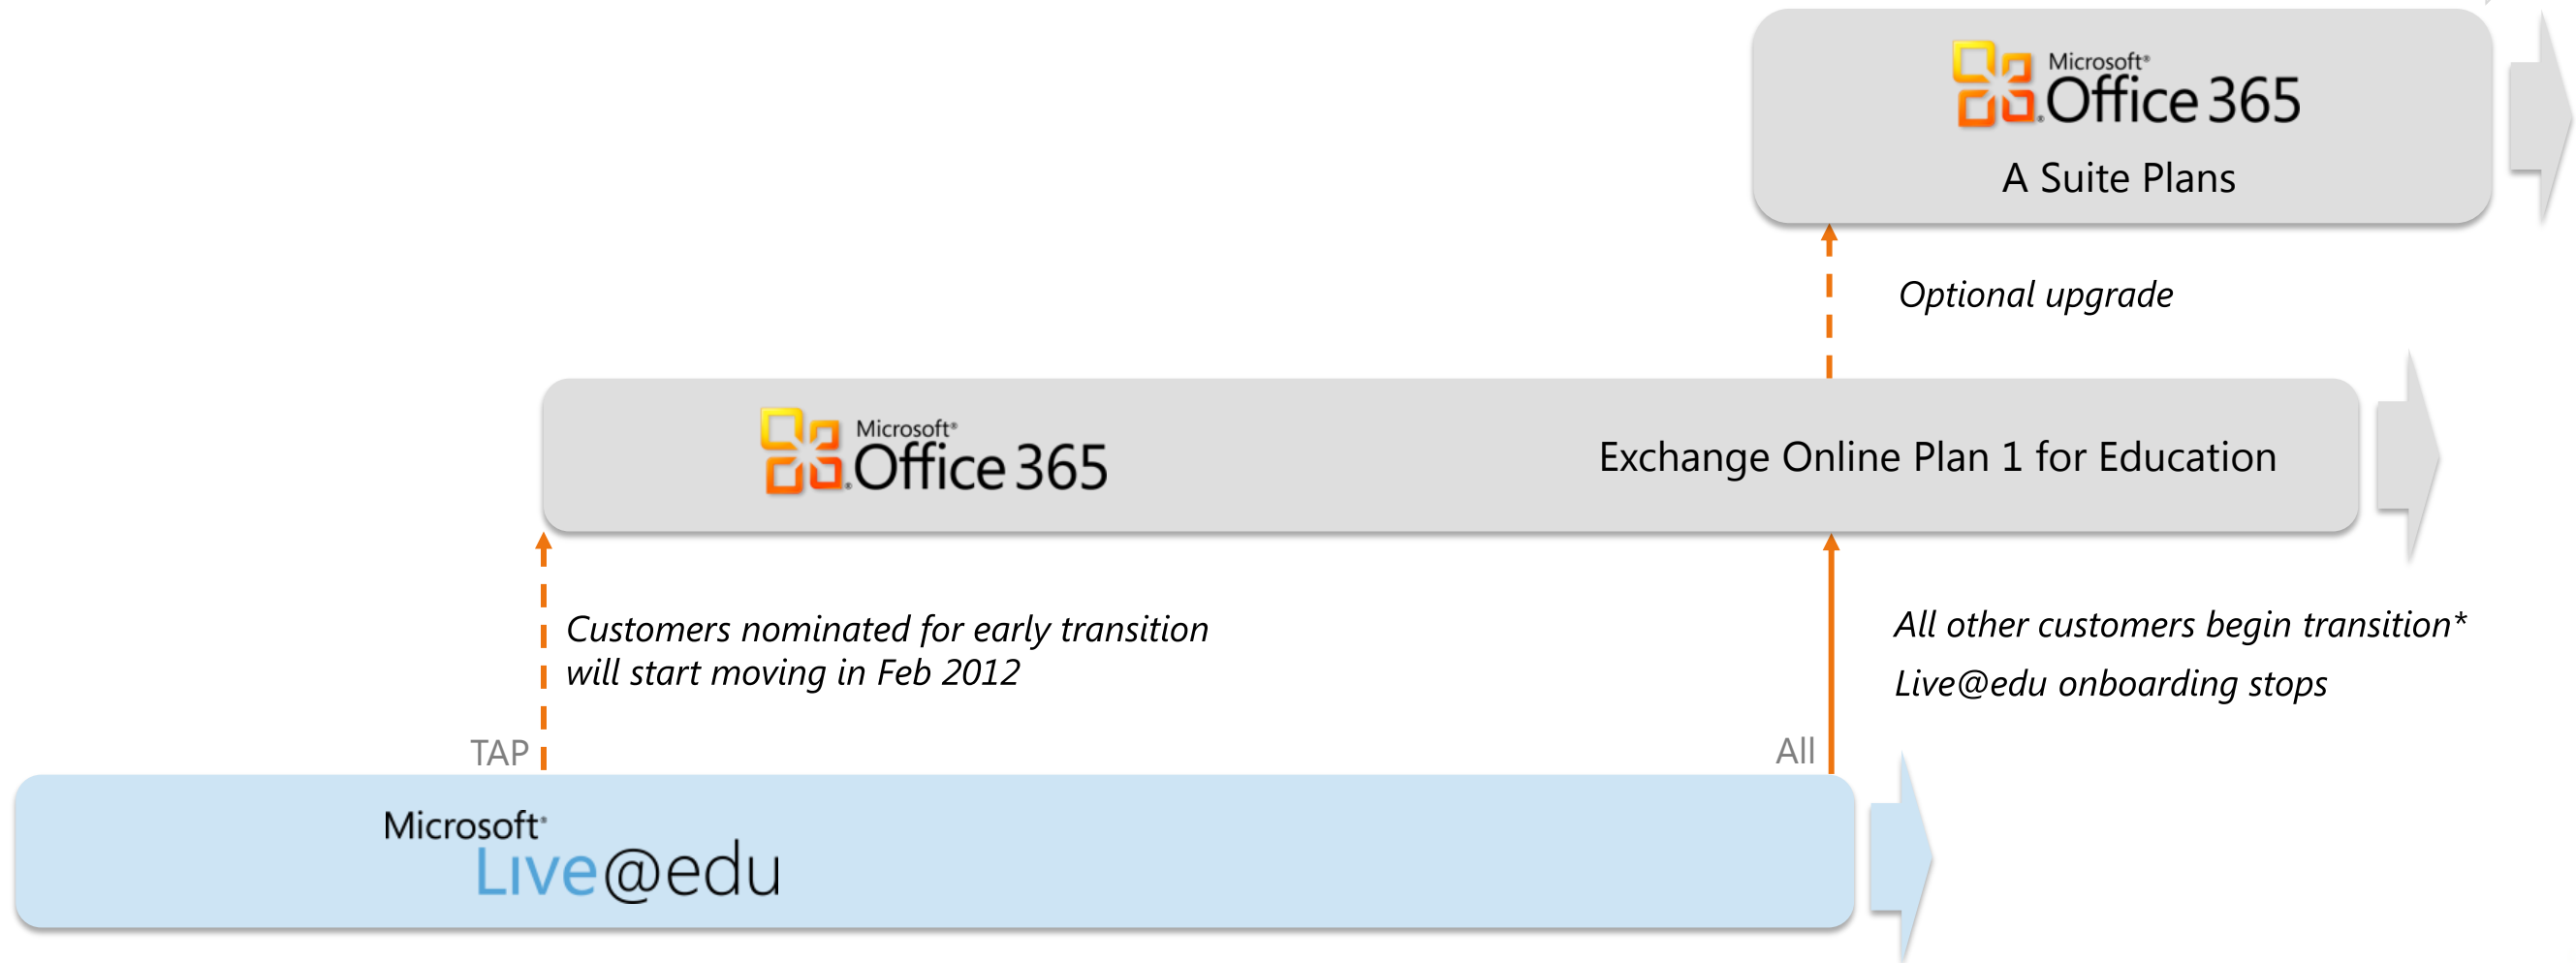 Microsoft®
Office 365
A Suite Plans
Optional upgrade
Microsoft®
Office 365
Exchange Online Plan 1 for Education
Customers nominated for early transition
will start moving in Feb 2012
All other customers begin transition*
Live@edu onboarding stops
TAP
All
Microsoft®
Live@edu